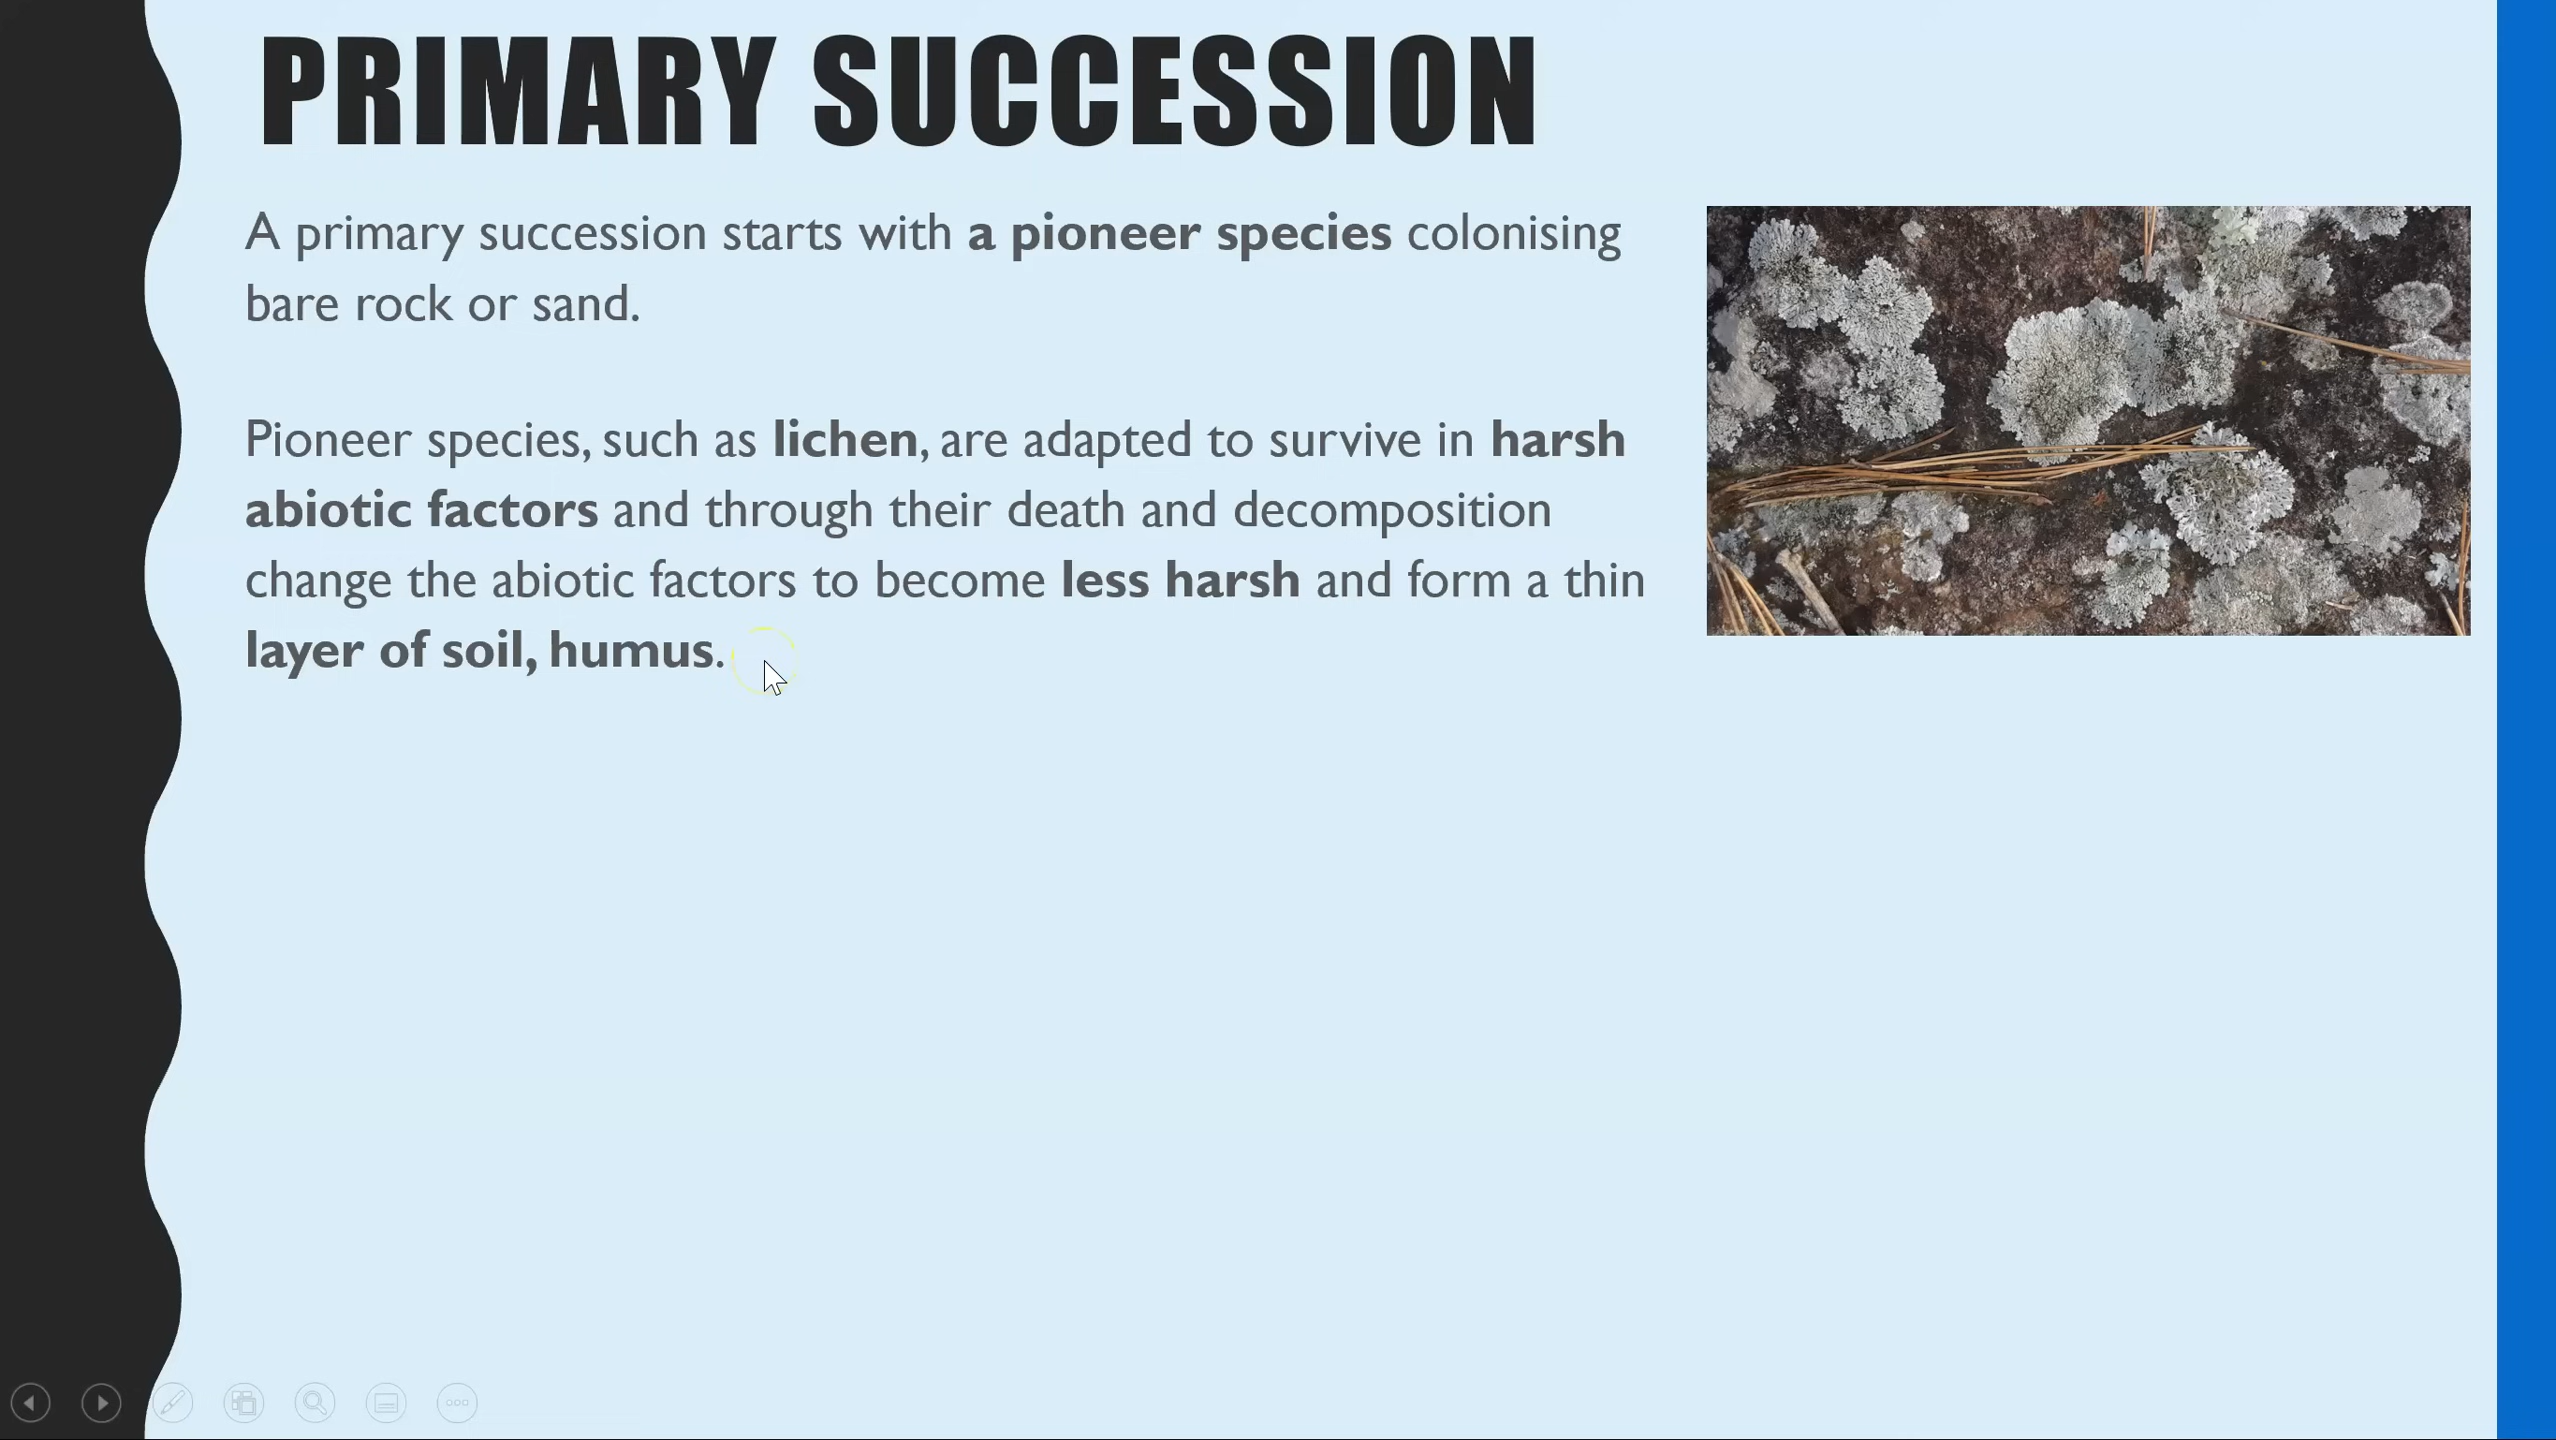 PRIMARY SUCCESSION
A primary succession starts with a pioneer species colonising
bare rock or sand.
Pioneer species, such as lichen, are adapted to survive in harsh
abiotic factors and through their death and decomposition
change the abiotic factors to become less harsh and form a thin
layer of soil, humus.